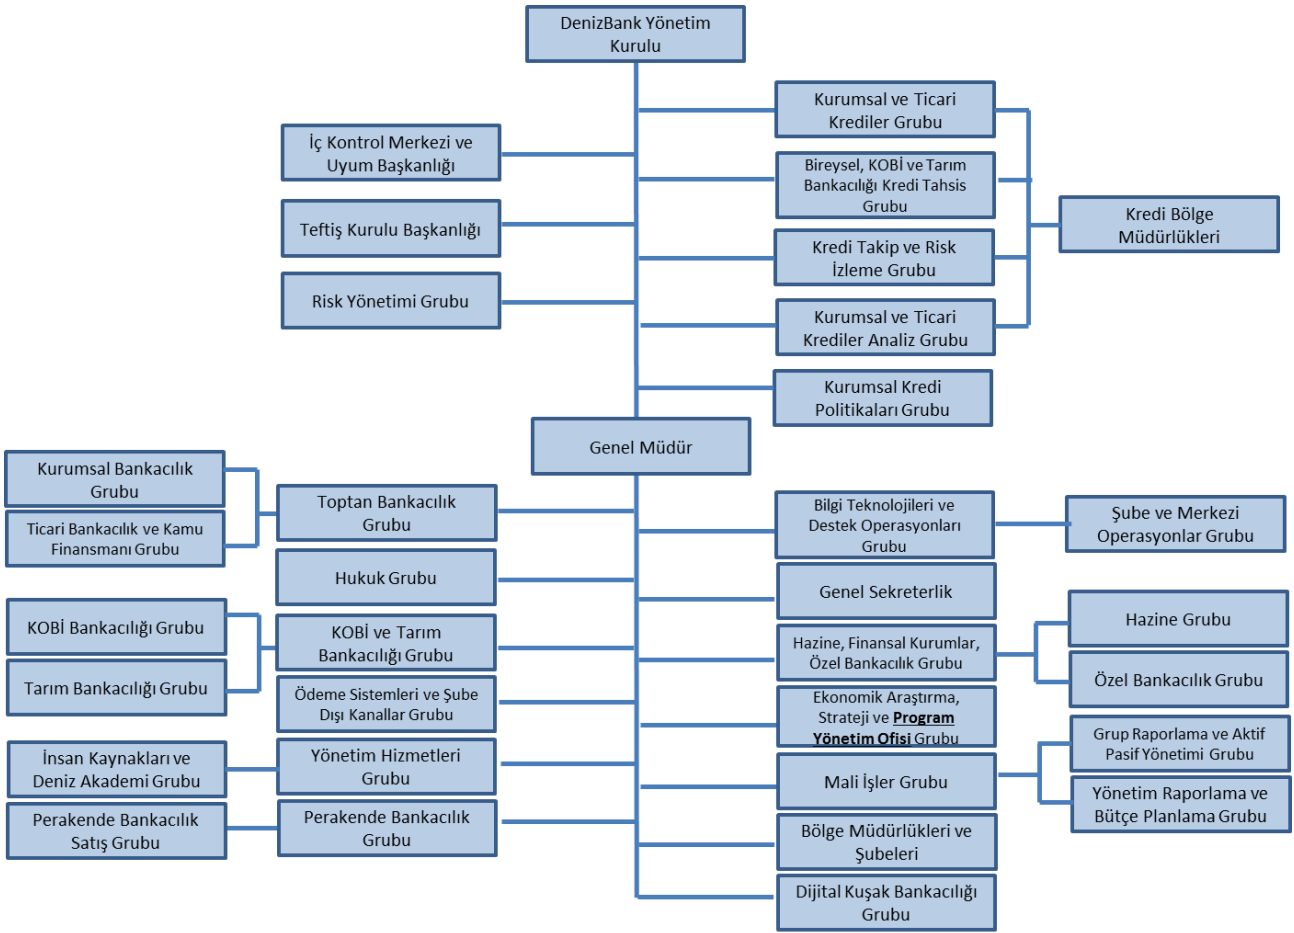 DenizBank Yönetim
Kurulu
Kurumsal ve Ticari
Krediler Grubu
İç Kontrol Merkezi ve
Uyum Başkanlığı
Bireysel, KOBİ ve Tarım
Bankacılığı Kredi Tahsis
Grubu
Teftiş Kurulu Başkanlığı
Kredi Bölge
Müdürlükleri
Kredi Takip ve Risk
İzleme Grubu
Risk Yönetimi Grubu
Kurumsal ve Ticari
Krediler Analiz Grubu
Kurumsal Kredi
Politikaları Grubu
Genel Müdür
Kurumsal Bankacılık
Grubu
Ticari Bankacılık ve Kamu
Finansmanı Grubu
Toptan Bankacılık
Grubu
Bilgi Teknolojileri ve
Destek Operasyonları
Grubu
Şube ve Merkezi
Operasyonlar Grubu
Hukuk Grubu
Genel Sekreterlik
KOBİ Bankacılığı Grubu
Tarım Bankacılığı Grubu
KOBİ ve Tarım
Bankacılığı Grubu
Hazine, Finansal Kurumlar,
Özel Bankacılık Grubu
Hazine Grubu
Özel Bankacılık Grubu
Ödeme Sistemleri ve Şube
Dışı Kanallar Grubu
Ekonomik Araştırma,
Strateji ve Program
Yönetim Ofisi Grubu
İnsan Kaynakları ve
Deniz Akademi Grubu
Yönetim Hizmetleri
Grubu
Mali İşler Grubu
Grup Raporlama ve Aktif
Pasif Yönetimi Grubu
Yönetim Raporlama ve
Bütçe Planlama Grubu
Perakende Bankacılık
Satış Grubu
Perakende Bankacılık
Grubu
Bölge Müdürlükleri ve
Şubeleri
Dijital Kuşak Bankacılığı
Grubu